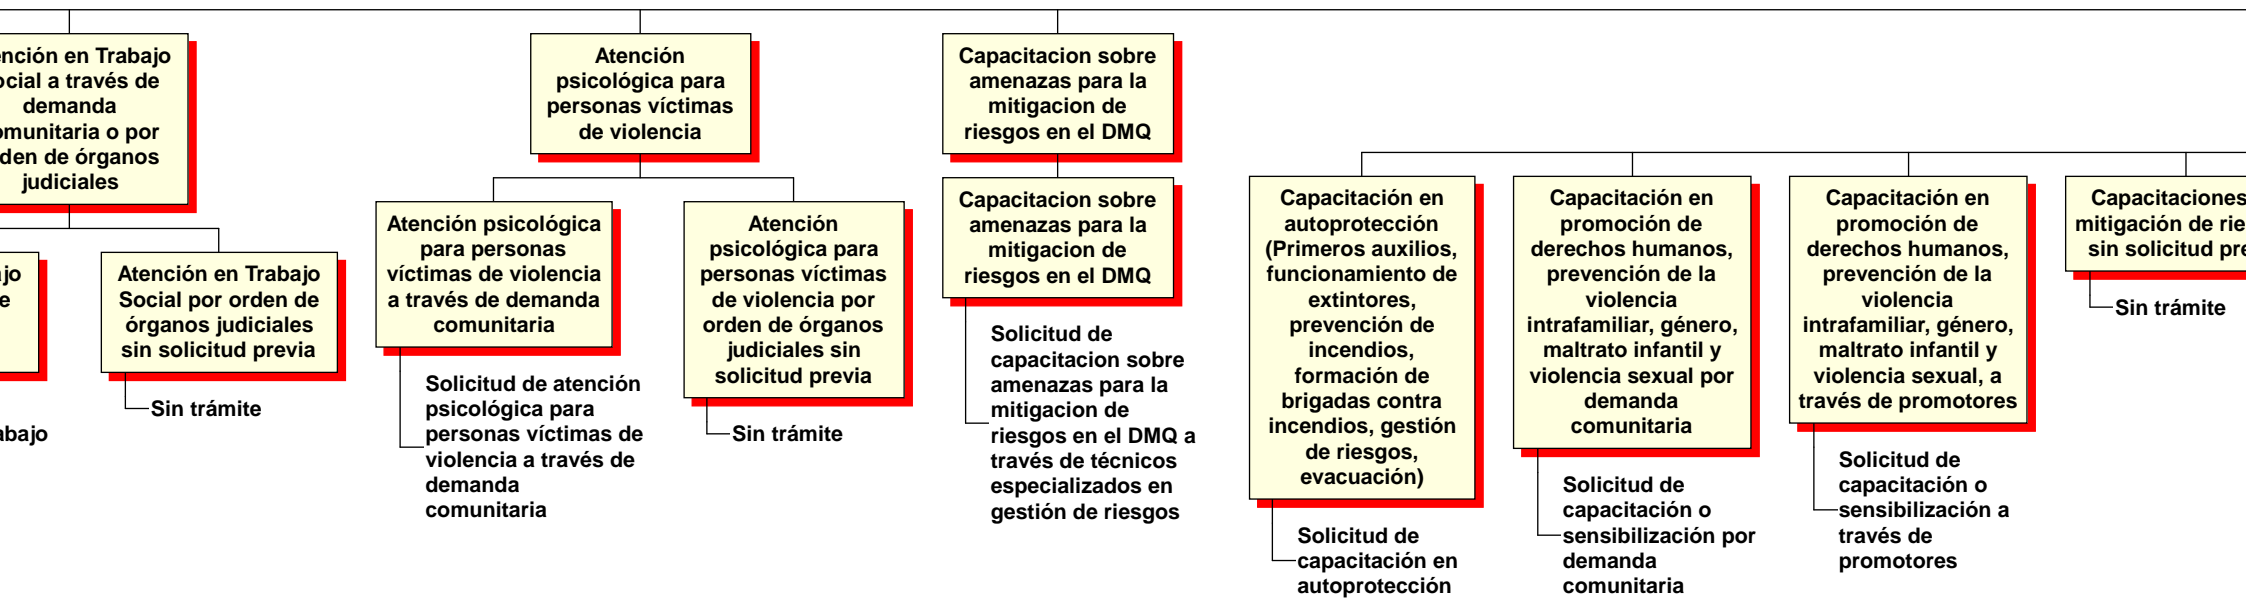 en Trabajo
a través de
demanda
o por
de órganos
judiciales
Atención en Trabajo
Social por orden de
órganos judiciales
sin solicitud previa
Sin trámite
Atención
psicológica para
personas víctimas
de violencia
Atención psicológica
para personas
víctimas de violencia
a través de demanda
comunitaria
Solicitud de atención
psicológica para
personas víctimas de
violencia a través de
demanda
comunitaria
Atención
psicológica para
personas víctimas
de violencia por
orden de órganos
judiciales sin
solicitud previa
Sin trámite
Capacitacion sobre
amenazas para la
mitigacion de
riesgos en el DMQ
Capacitacion sobre
amenazas para la
mitigacion de
riesgos en el DMQ
Solicitud de
capacitacion sobre
amenazas para la
mitigacion de
riesgos en el DMQ a
través de técnicos
especializados en
gestión de riesgos
Capacitación en
autoprotección
(Primeros auxilios,
funcionamiento de
extintores,
prevención de
incendios,
formación de
brigadas contra
incendios, gestión
de riesgos,
evacuación)
Solicitud de
capacitación en
autoprotección
Capacitación en
promoción de
derechos humanos,
prevención de la
violencia
intrafamiliar, género,
maltrato infantil y
violencia sexual por
demanda
comunitaria
Solicitud de
capacitación o
sensibilización por
demanda
comunitaria
Capacitación en
promoción de
derechos humanos,
prevención de la
violencia
intrafamiliar, género,
maltrato infantil y
violencia sexual, a
través de promotores
Solicitud de
capacitación o
sensibilización a
través de
promotores
Capacitaciones
mitigación de
sin solicitud
Sin trámite